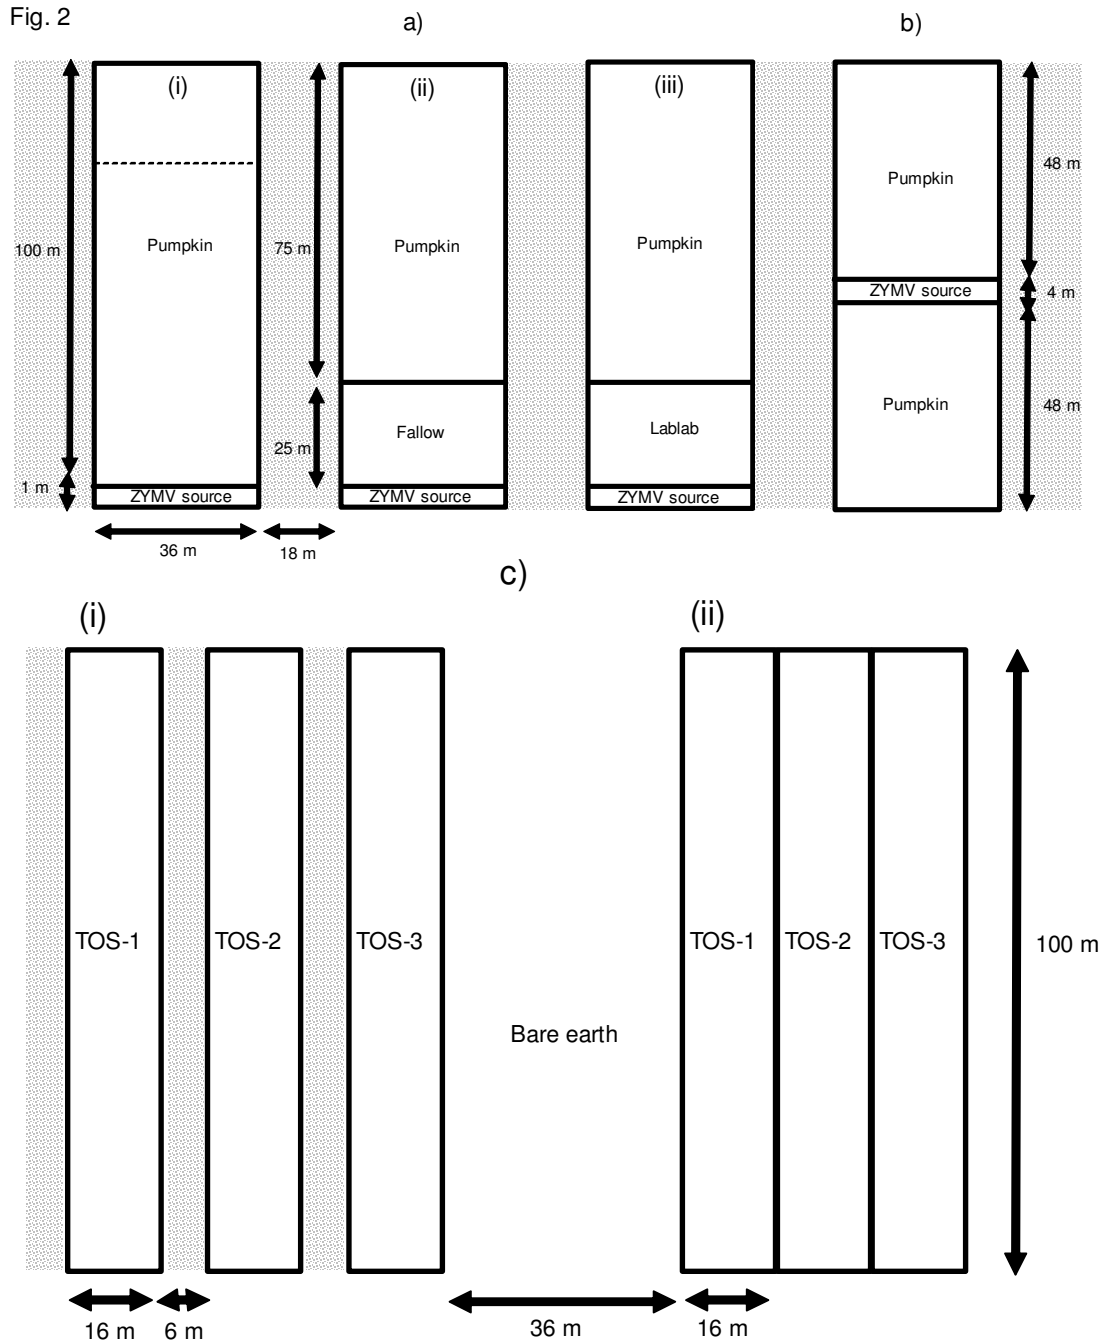 Fig. 2
a)
b)
(i)
(ii)
(iii)
Pumpkin
Pumpkin
Pumpkin
Pumpkin
100 m
75 m
48 m
ZYMV source
4 m
Pumpkin
48 m
Fallow
Lablab
25 m
1 m
ZYMV source
ZYMV source
ZYMV source
36 m
18 m
c)
(i)
(ii)
TOS-1
TOS-2
TOS-3
TOS-1
TOS-2
TOS-3
100 m
Bare earth
16 m
6 m
36 m
16 m